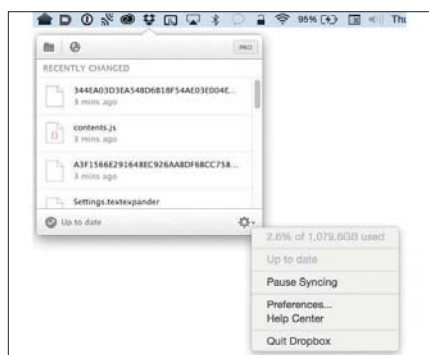 95%
Thu
PRO
RECENTLY CHANGED
344EA03D3EA548D6B18F54AE03E004E...
3 mins ago
contents.js
3 mins ago
A3F1566E291648EC926AA8DF6BCC758...
3 mins ago
Settings.textexpander
Up to date
2.6% of 1,079.6GB used
Up to date
Pause Syncing
Preferences...
Help Center
Quit Dropbox